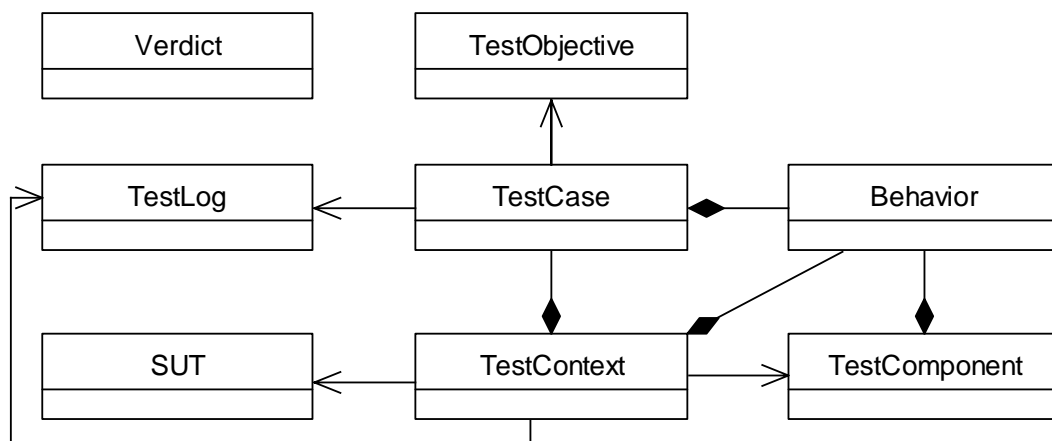 Verdict
TestObjective
TestLog
TestCase
Behavior
SUT
TestContext
TestComponent